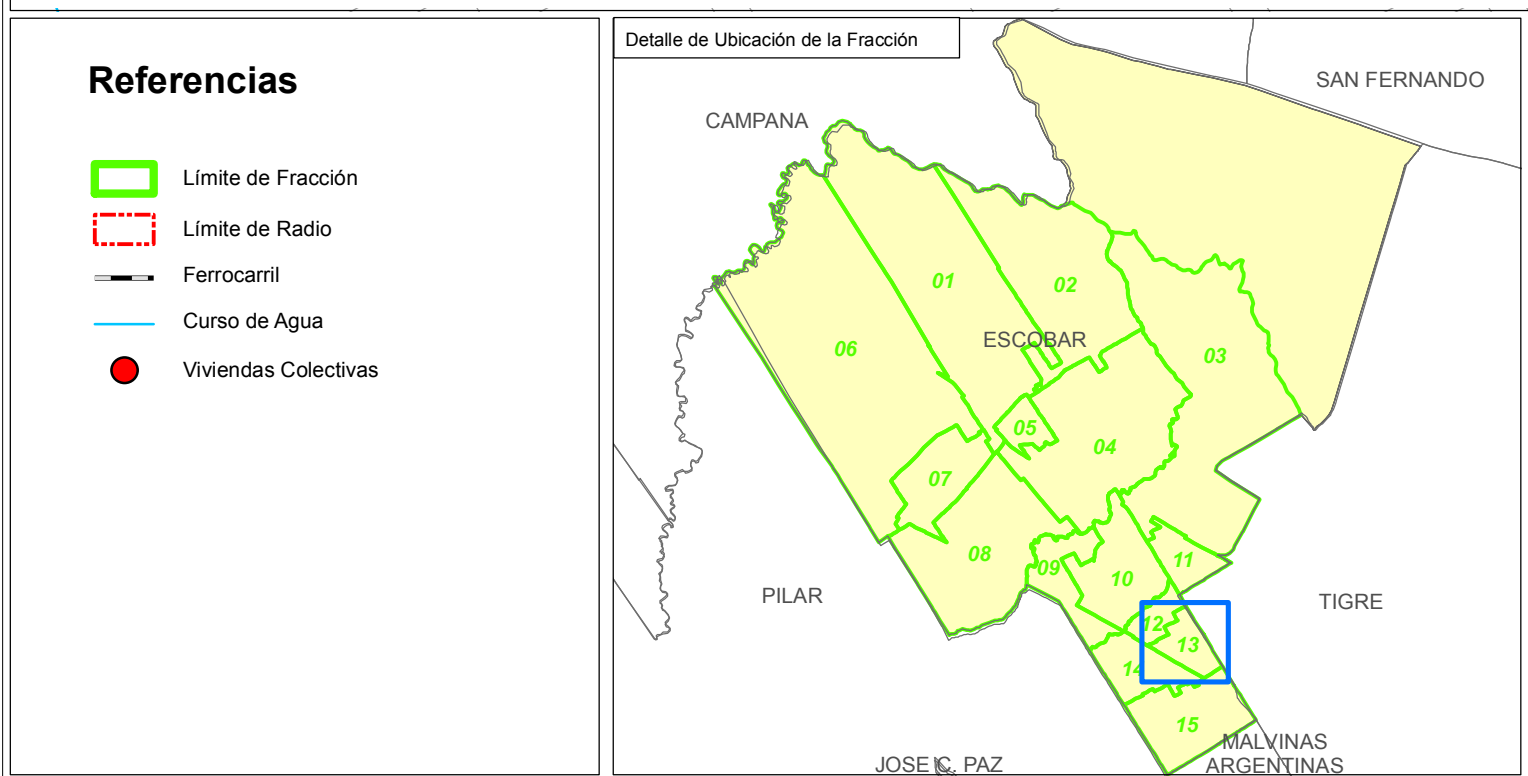 Referencias
Límite de Fracción
Límite de Radio
Ferrocarril
Curso de Agua
Viviendas Colectivas
Detalle de Ubicación de la Fracción
SAN FERNANDO
CAMPANA
01
02
ESCOBAR
03
06
05
04
07
08
09
10
11
PILAR
TIGRE
12
13
14
15
MALVINAS
ARGENTINAS
JOSE C. PAZ